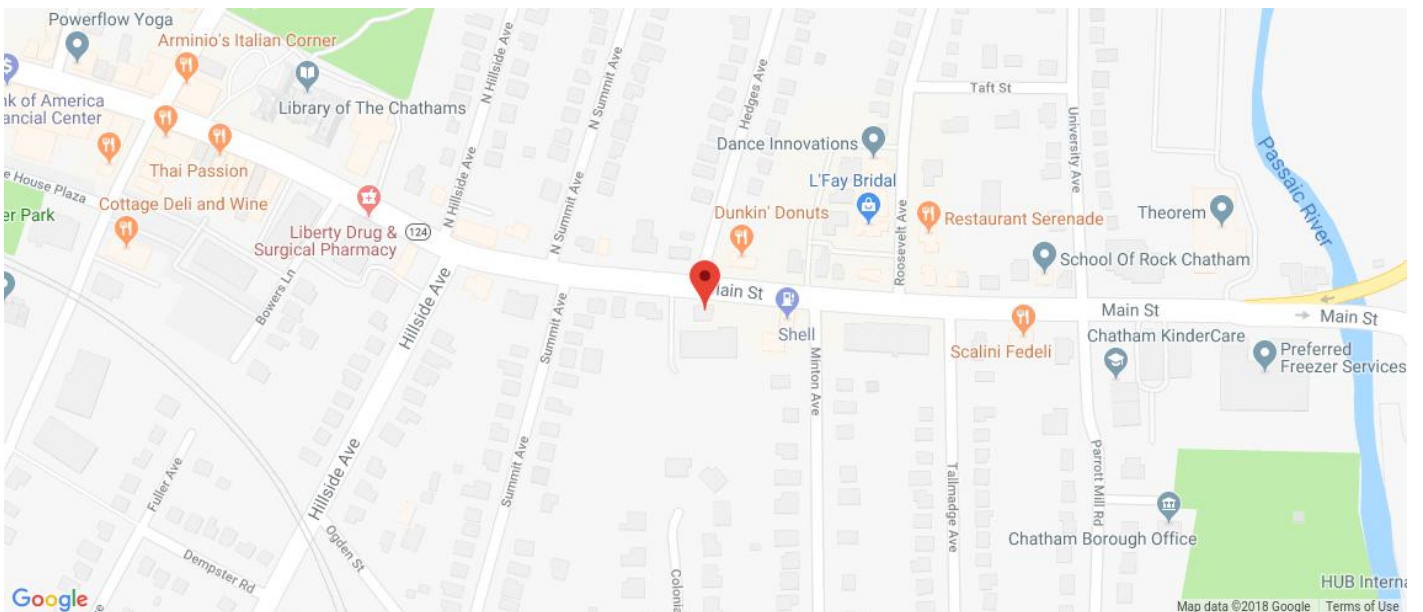 Powerflow Yoga
Arminio's Italian Corner
nk of America
ancial Center
Library of The Chathams
Thai Passion
e House Plaza
er Park
Cottage Deli and Wine
Liberty Drug &
Surgical Pharmacy
124
N Hillside Ave
N Hillside Ave
N Summit Ave
N Summit Ave
Hedges Ave
Taft St
Dance Innovations
L'Fay Bridal
Dunkin' Donuts
Roosevelt Ave
Restaurant Serenade
University Ave
Theorem
School Of Rock Chatham
Passaic River
Bowers Ln
Hillside Ave
Summit Ave
ain St
Shell
Minton Ave
Scalini Fedeli
Main St
Main St
Chatham KinderCare
Preferred
Freezer Services
Fuller Ave
Hillside Ave
Summit Ave
Tallmadge Ave
Parrott Mill Rd
Dempster Rd
Ogden St
Colonia
Chatham Borough Office
HUB Interna
Google
Map data ©2018 Google
Terms of Use